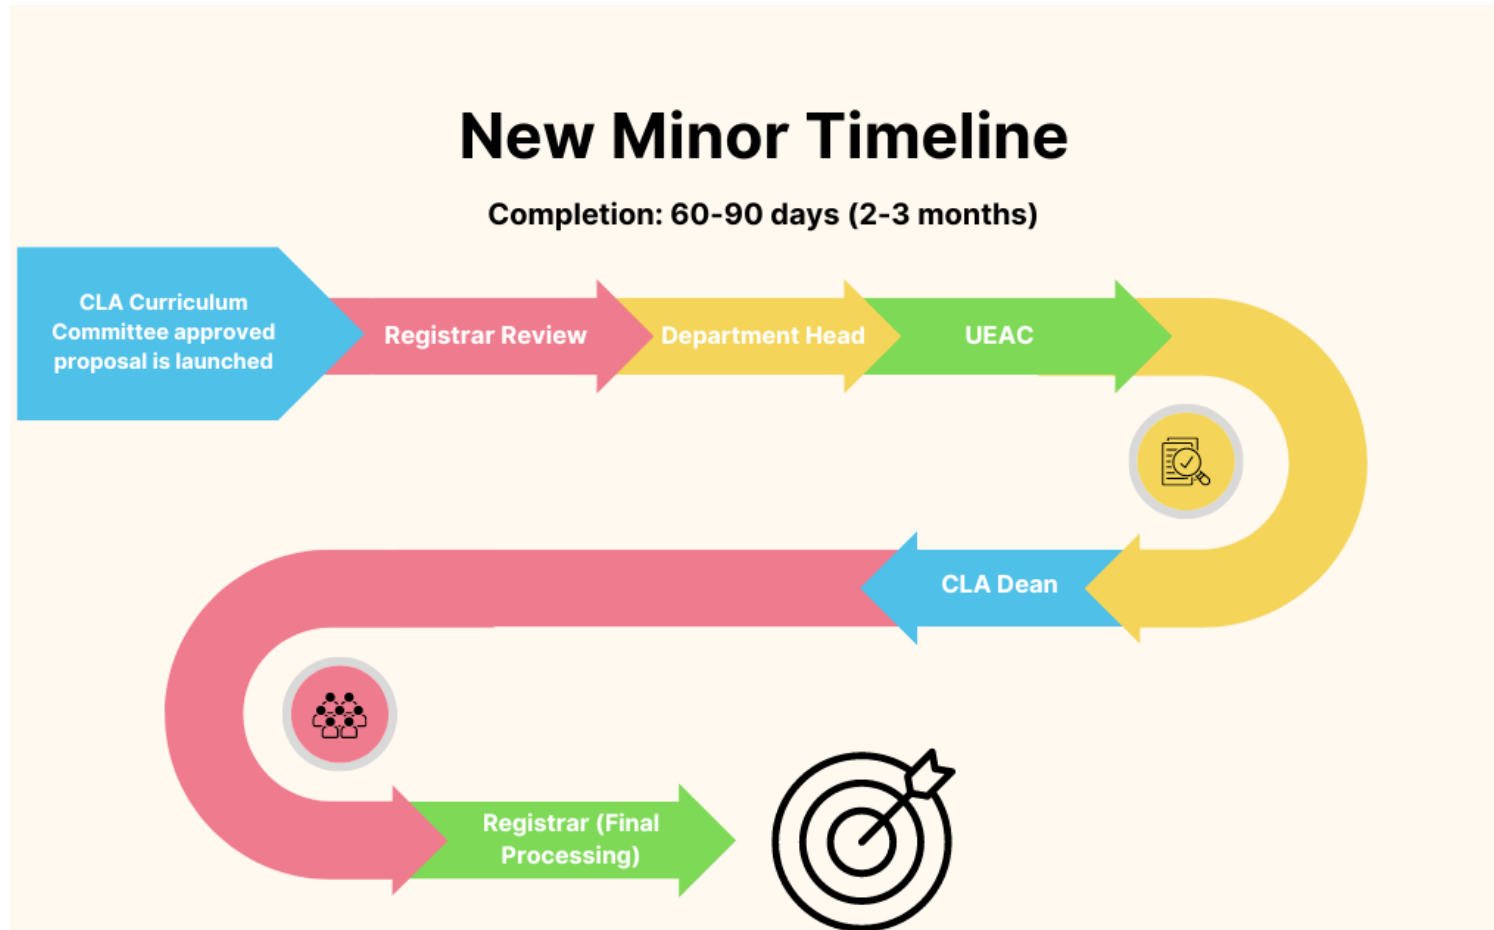 New Minor Timeline
Completion: 60-90 days (2-3 months)
CLA Curriculum
Committee approved
proposal is launched
Registrar Review
Department Head
UEAC
CLA Dean
Registrar (Final
Processing)